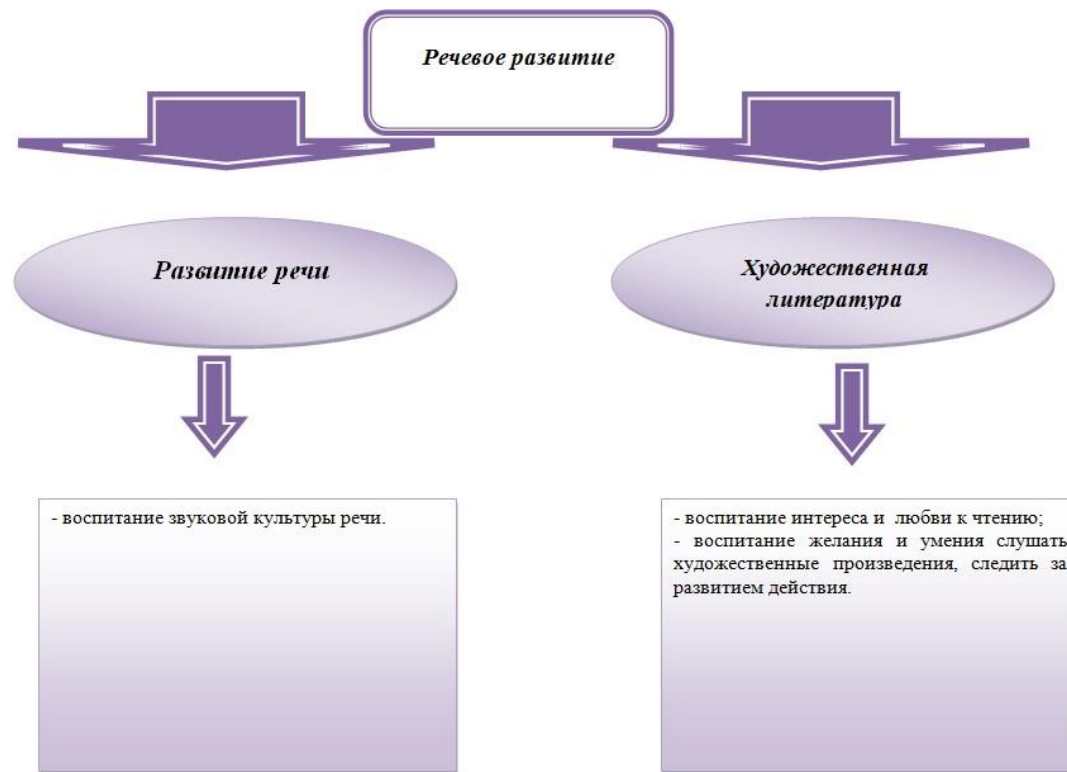 Речевое развитие
Развитие речи
Художественная
литература
- воспитание звуковой культуры речи.
- воспитание интереса и любви к чтению;
- воспитание желания и умения слушать
художественные произведения, следить за
развитием действия.